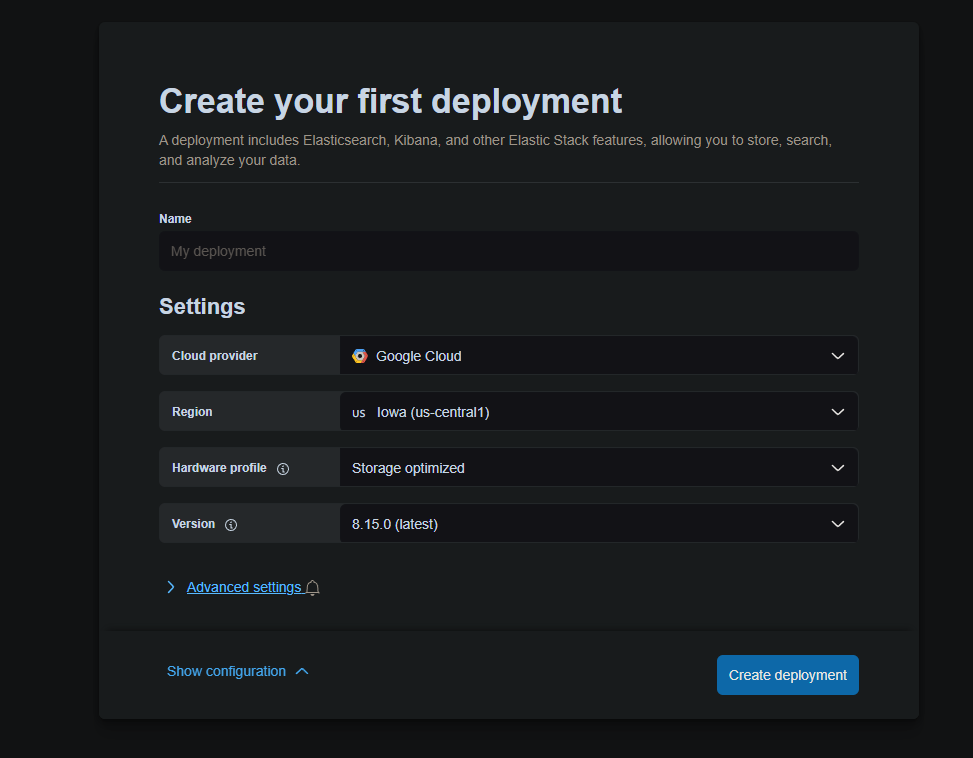 Create your first deployment
A deployment includes Elasticsearch, Kibana, and other Elastic Stack features, allowing you to store, search,
and analyze your data.
Name
My deployment
Settings
Cloud provider Google Cloud
Region us Iowa (us-central1)
Hardware profile Storage optimized
Version 8.15.0 (latest)
Advanced settings
Show configuration Create deployment